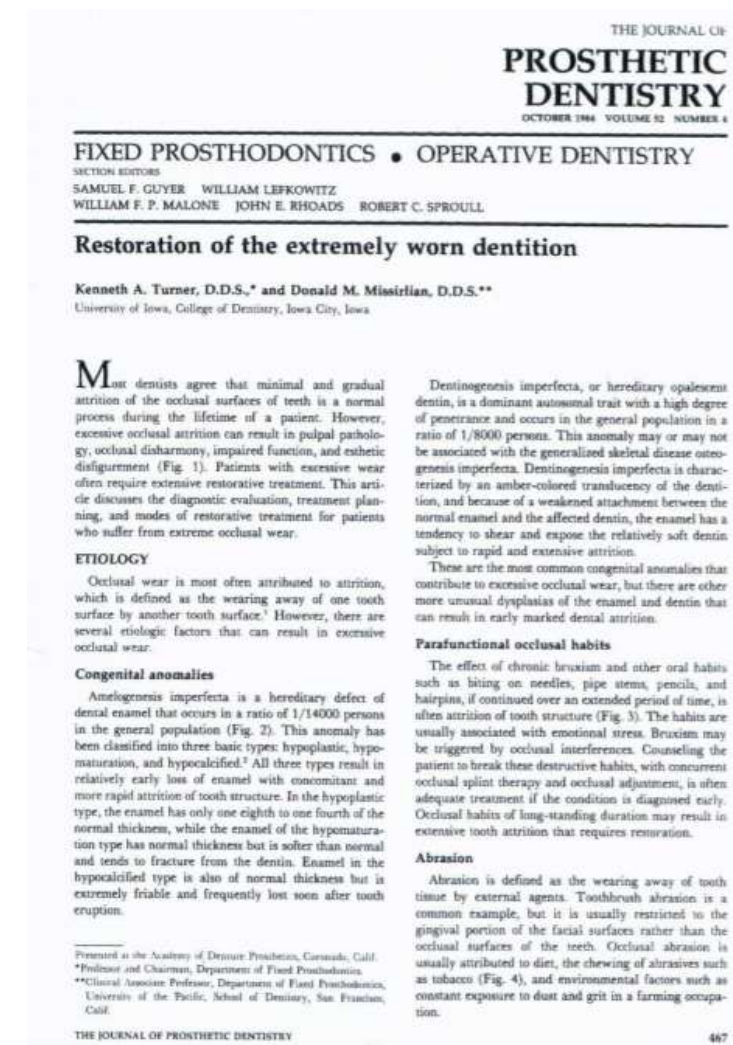 THE JOURNAL OF
PROSTHETIC
DENTISTRY
OCTOBER 1984 VOLUME 52 NUMBER 4
FIXED PROSTHODONTICS • OPERATIVE DENTISTRY
SECTION EDITORS
SAMUEL F. GUYER WILLIAM LEFKOWITZ
WILLIAM F. P. MALONE JOHN E. RHOADS ROBERT C. SPROULL
Restoration of the extremely worn dentition
Kenneth A. Turner, D.D.S.,* and Donald M. Missirlian, D.D.S.**
University of Iowa, College of Dentistry, Iowa City, Iowa
Most dentists agree that minimal and gradual
attrition of the occlusal surfaces of teeth is a normal
process during the lifetime of a patient. However,
excessive occlusal attrition can result in pulpal patholo-
gy, occlusal disharmony, impaired function, and esthetic
disfigurement (Fig. 1). Patients with excessive wear
often require extensive restorative treatment. This arti-
cle discusses the diagnostic evaluation, treatment plan-
ning, and modes of restorative treatment for patients
who suffer from extreme occlusal wear.
ETIOLOGY
Occlusal wear is most often attributed to attrition,
which is defined as the wearing away of one tooth
surface by another tooth surface.¹ However, there are
several etiologic factors that can result in excessive
occlusal wear.
Congenital anomalies
Amelogenesis imperfecta is a hereditary defect of
dental enamel that occurs in a ratio of 1/14000 persons
in the general population (Fig. 2). This anomaly has
been classified into three basic types: hypoplastic, hypo-
maturation, and hypocalcified.² All three types result in
relatively early loss of enamel with concomitant and
more rapid attrition of tooth structure. In the hypoplastic
type, the enamel has only one eighth to one fourth of the
normal thickness, while the enamel of the hypomatura-
tion type has normal thickness but is softer than normal
and tends to fracture from the dentin. Enamel in the
hypocalcified type is also of normal thickness but is
extremely friable and frequently lost soon after tooth
eruption.
Presented at the Academy of Denture Prosthetics, Coronado, Calif.
*Professor and Chairman, Department of Fixed Prosthodontics.
**Clinical Associate Professor, Department of Fixed Prosthodontics,
University of the Pacific, School of Dentistry, San Francisco,
Calif.
Dentinogenesis imperfecta, or hereditary opalescent
dentin, is a dominant autosomal trait with a high degree
of penetrance and occurs in the general population in a
ratio of 1/8000 persons. This anomaly may or may not
be associated with the generalized skeletal disease osteo-
genesis imperfecta. Dentinogenesis imperfecta is charac-
terized by an amber-colored translucency of the denti-
tion, and because of a weakened attachment between the
normal enamel and the affected dentin, the enamel has a
tendency to shear and expose the relatively soft dentin
subject to rapid and extensive attrition.
These are the most common congenital anomalies that
contribute to excessive occlusal wear, but there are other
more unusual dysplasias of the enamel and dentin that
can result in early marked dental attrition.
Parafunctional occlusal habits
The effect of chronic bruxism and other oral habits
such as biting on needles, pipe stems, pencils, and
hairpins, if continued over an extended period of time, is
often attrition of tooth structure (Fig. 3). The habits are
usually associated with emotional stress. Bruxism may
be triggered by occlusal interferences. Counseling the
patient to break these destructive habits, with concurrent
occlusal splint therapy and occlusal adjustment, is often
adequate treatment if the condition is diagnosed early.
Occlusal habits of long-standing duration may result in
extensive tooth attrition that requires restoration.
Abrasion
Abrasion is defined as the wearing away of tooth
tissue by external agents. Toothbrush abrasion is a
common example, but it is usually restricted to the
gingival portion of the facial surfaces rather than the
occlusal surfaces of the teeth. Occlusal abrasion is
usually attributed to diet, the chewing of abrasives such
as tobacco (Fig. 4), and environmental factors such as
constant exposure to dust and grit in a farming occupa-
tion.
THE JOURNAL OF PROSTHETIC DENTISTRY
467